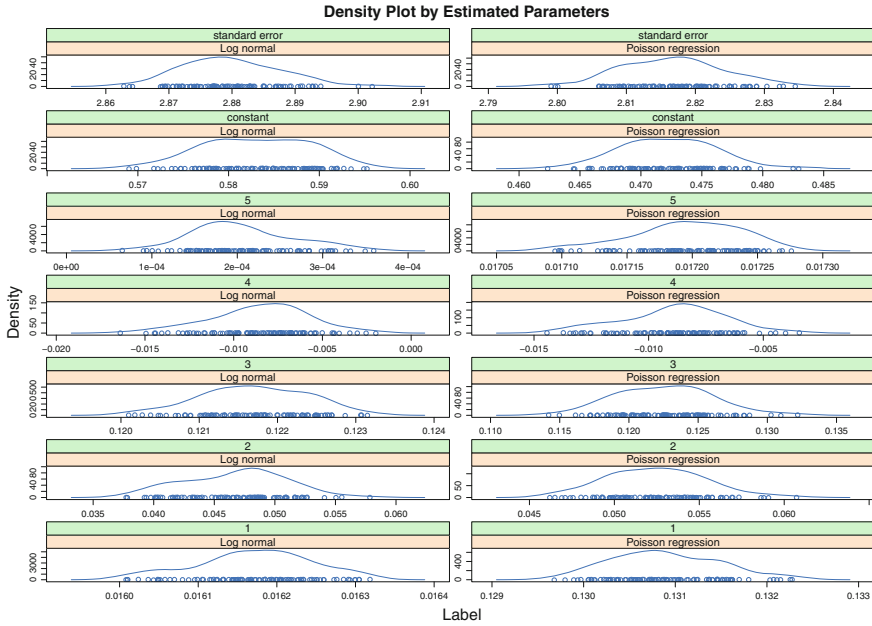 Density Plot by Estimated Parameters
standard error
Log normal
0 20 40
2.86 2.87 2.88 2.89 2.90 2.91
standard error
Poisson regression
0 20 40
2.79 2.80 2.81 2.82 2.83 2.84
constant
Log normal
0 20 40
0.57 0.58 0.59 0.60
constant
Poisson regression
0 40 80
0.460 0.465 0.470 0.475 0.480 0.485
5
Log normal
0 4000
0e+00 1e-04 2e-04 3e-04 4e-04
5
Poisson regression
0 4000
0.01705 0.01710 0.01715 0.01720 0.01725 0.01730
4
Log normal
0 50 150
−0.020 −0.015 −0.010 −0.005 0.000
4
Poisson regression
0 100
−0.015 −0.010 −0.005
3
Log normal
0 200 500
0.120 0.121 0.122 0.123 0.124
3
Poisson regression
0 40 80
0.110 0.115 0.120 0.125 0.130 0.135
2
Log normal
0 40 80
0.035 0.040 0.045 0.050 0.055 0.060
2
Poisson regression
0 50
0.045 0.050 0.055 0.060
1
Log normal
0 3000
0.0160 0.0161 0.0162 0.0163 0.0164
1
Poisson regression
0 400
0.129 0.130 0.131 0.132 0.133
Density
Label